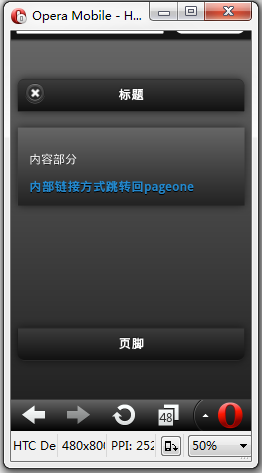 Opera Mobile - H...
标题
内容部分
内部链接方式跳转回pageone
页脚
48
HTC De
480x80
PPI: 252
50%